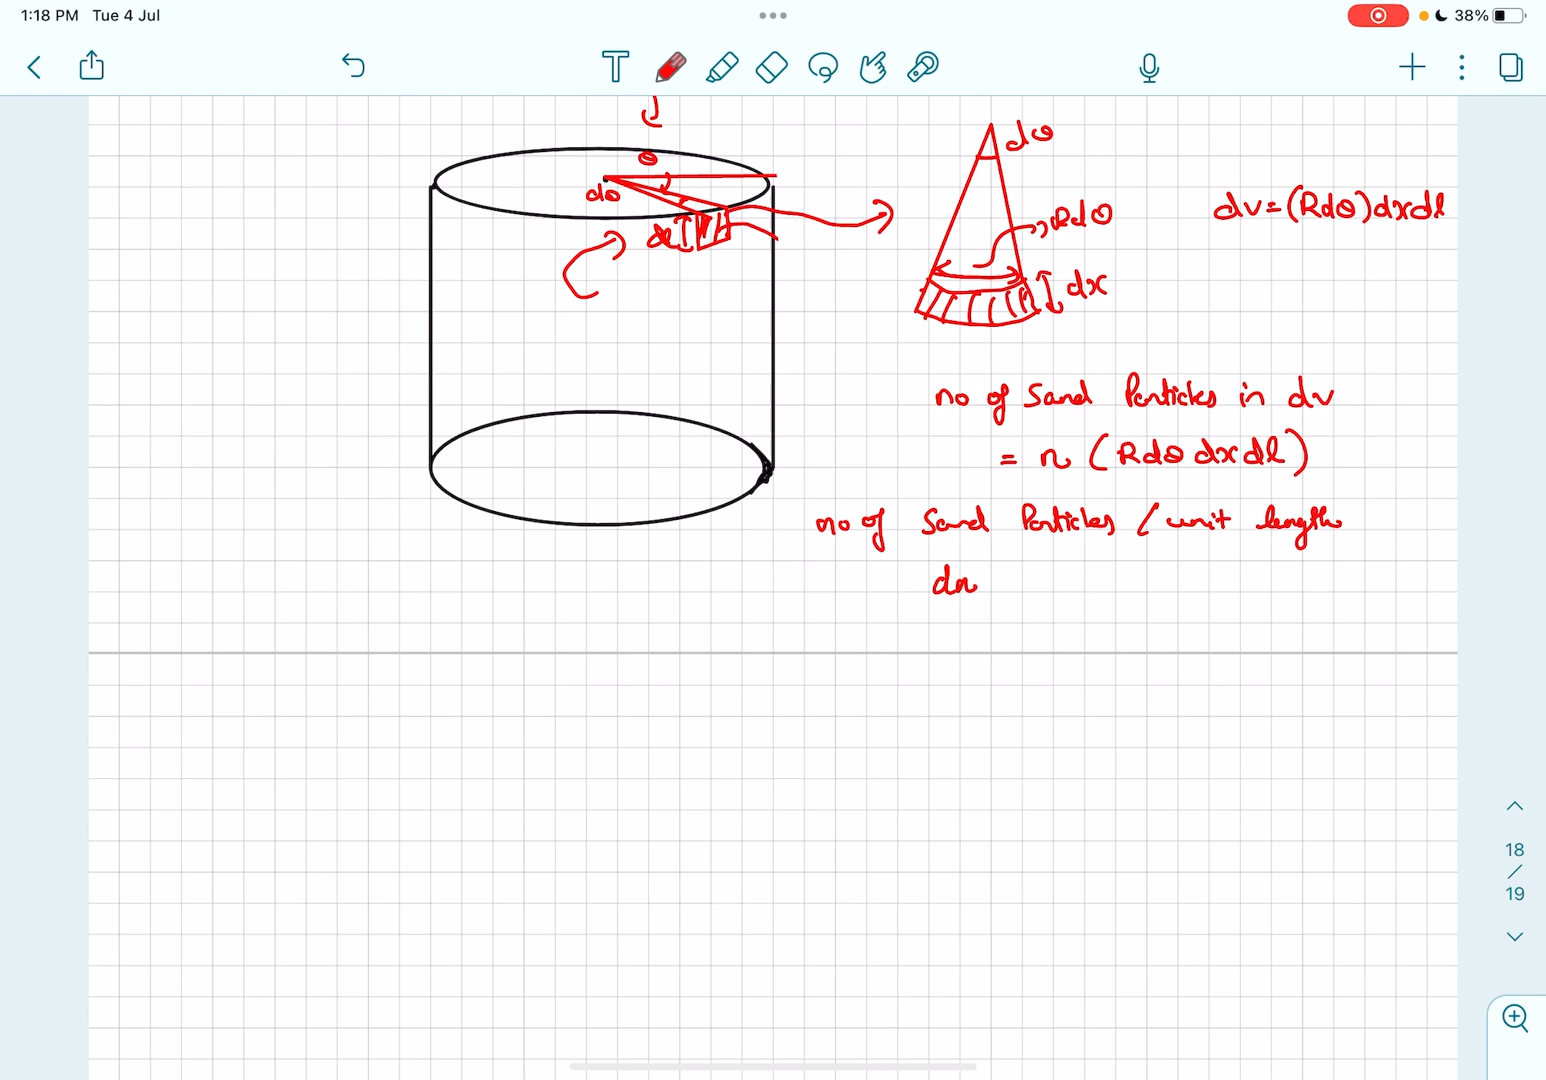 1:18 PM Tue 4 Jul
38%
T
θ
dθ
dl
dθ
Rdθ
dx
dv=(Rdθ)dxdl
no of Sand Particles in dv
= n (Rdθ dx dl)
no of Sand Particles / unit length
dn
18
/
19